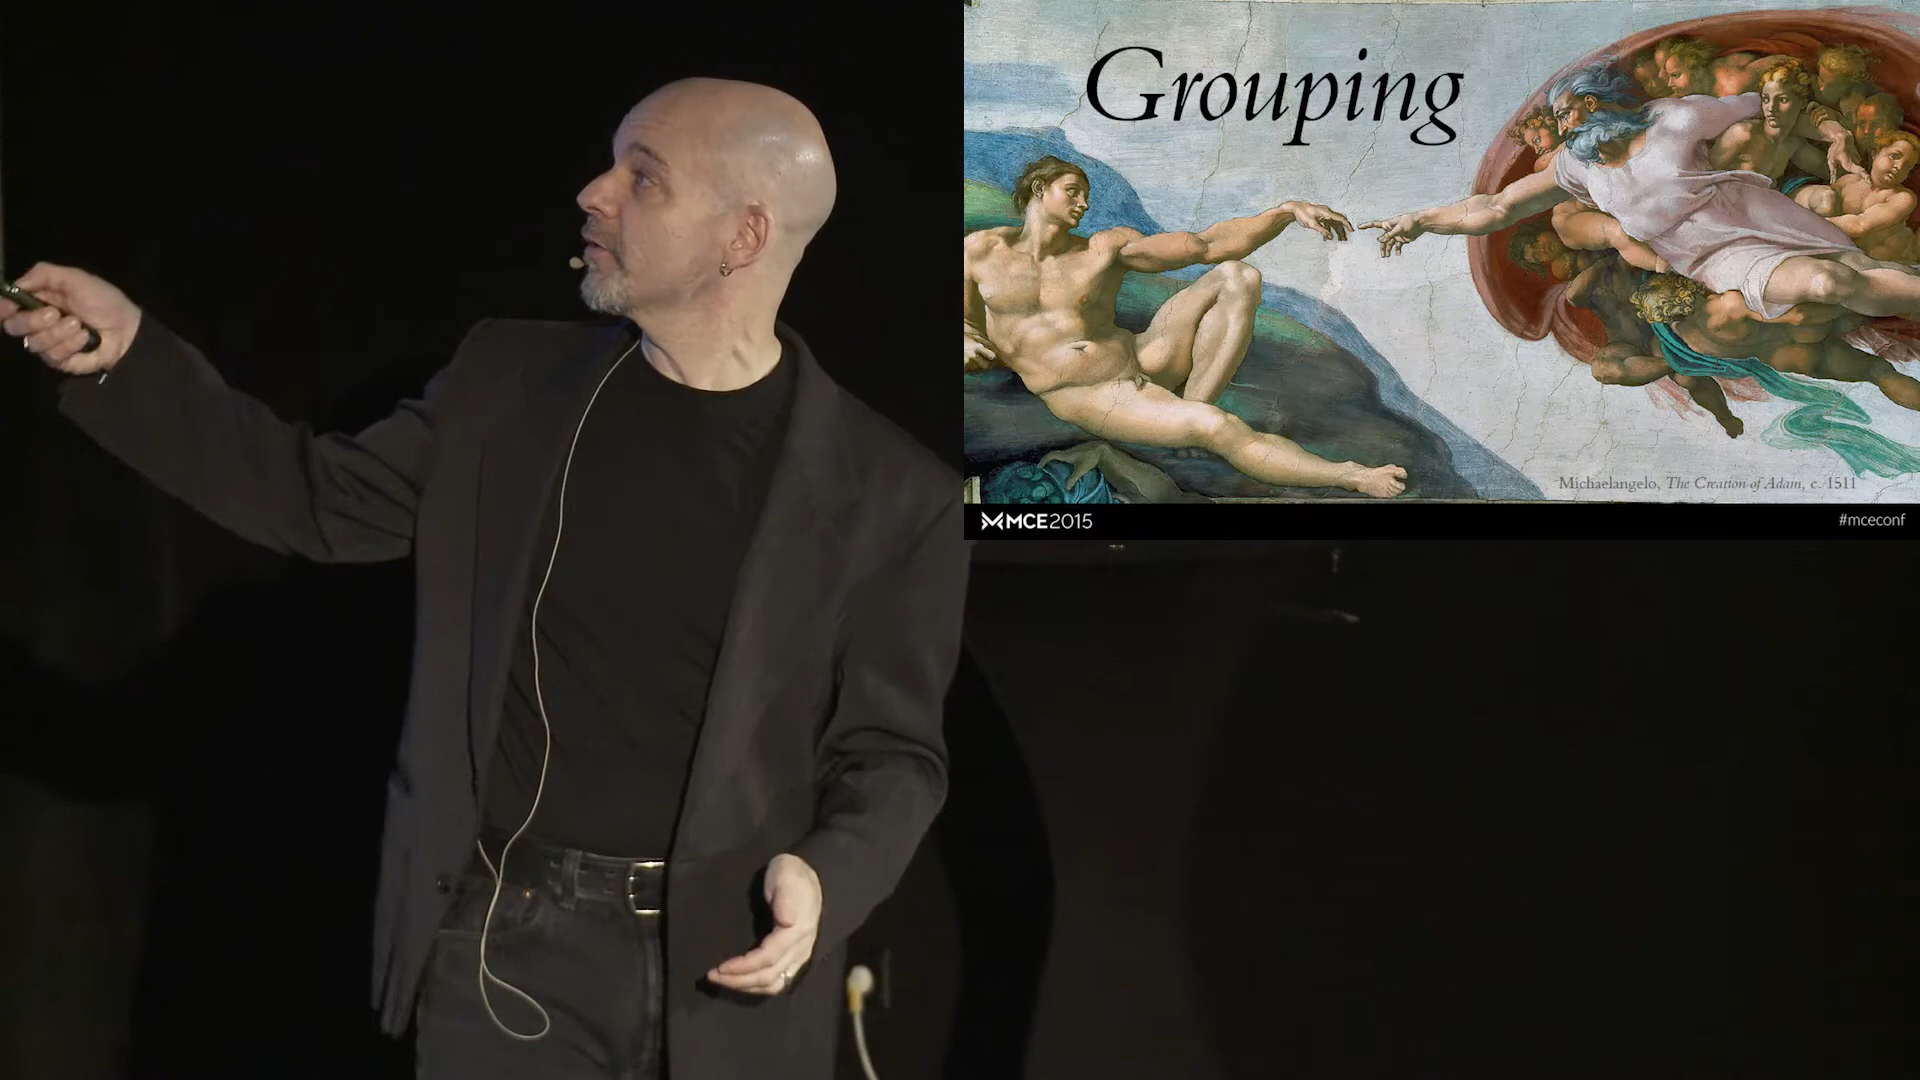 Grouping
Michaelangelo, The Creation of Adam, c. 1511
MCE2015
#mceconf